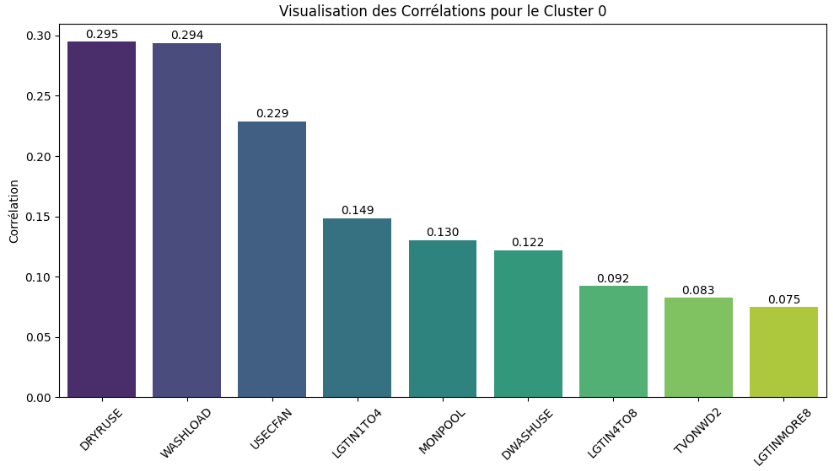 Visualisation des Corrélations pour le Cluster 0
Corrélation
0.30
0.25
0.20
0.15
0.10
0.05
0.00
0.295
0.294
0.229
0.149
0.130
0.122
0.092
0.083
0.075
DRYRUSE
WASHLOAD
USECFAN
LGTIN1TO4
MONPOOL
DWASHUSE
LGTIN4TO8
TVONWD2
LGTINMORE8